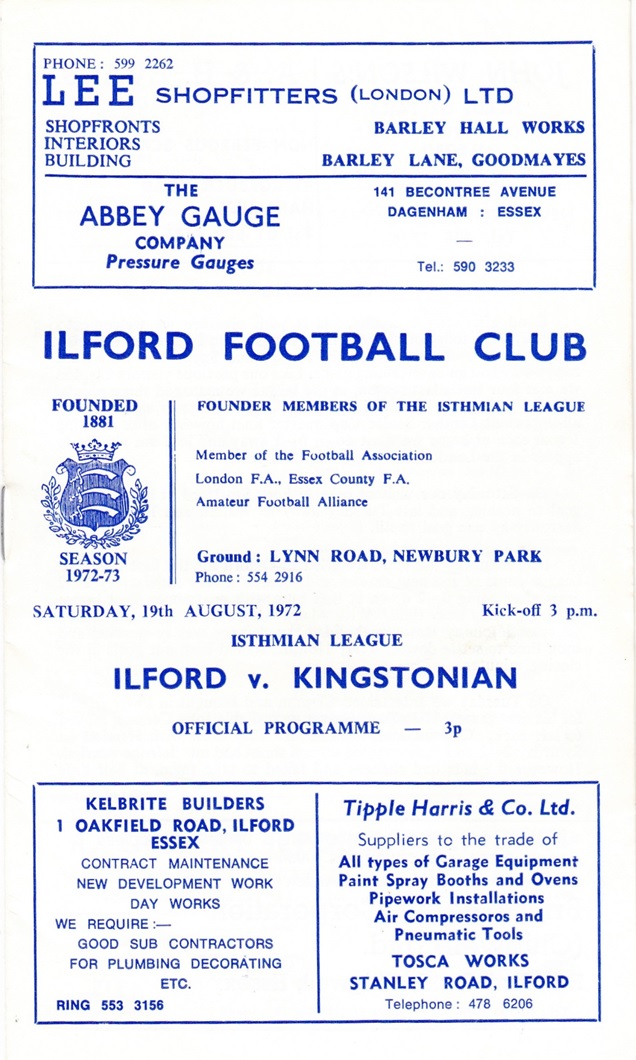 PHONE : 599 2262
LEE SHOPFITTERS (LONDON) LTD
SHOPFRONTS
INTERIORS
BUILDING
BARLEY HALL WORKS
BARLEY LANE, GOODMAYES
THE
ABBEY GAUGE
COMPANY
Pressure Gauges
141 BECONTREE AVENUE
DAGENHAM : ESSEX
—
Tel.: 590 3233
ILFORD FOOTBALL CLUB
FOUNDED
1881
SEASON
1972-73
FOUNDER MEMBERS OF THE ISTHMIAN LEAGUE
Member of the Football Association
London F.A., Essex County F.A.
Amateur Football Alliance
Ground : LYNN ROAD, NEWBURY PARK
Phone : 554 2916
SATURDAY, 19th AUGUST, 1972 Kick-off 3 p.m.
ISTHMIAN LEAGUE
ILFORD v. KINGSTONIAN
OFFICIAL PROGRAMME — 3p
KELBRITE BUILDERS
1 OAKFIELD ROAD, ILFORD
ESSEX
CONTRACT MAINTENANCE
NEW DEVELOPMENT WORK
DAY WORKS
WE REQUIRE :—
GOOD SUB CONTRACTORS
FOR PLUMBING DECORATING
ETC.
RING 553 3156
Tipple Harris & Co. Ltd.
Suppliers to the trade of
All types of Garage Equipment
Paint Spray Booths and Ovens
Pipework Installations
Air Compressoros and
Pneumatic Tools
TOSCA WORKS
STANLEY ROAD, ILFORD
Telephone : 478 6206